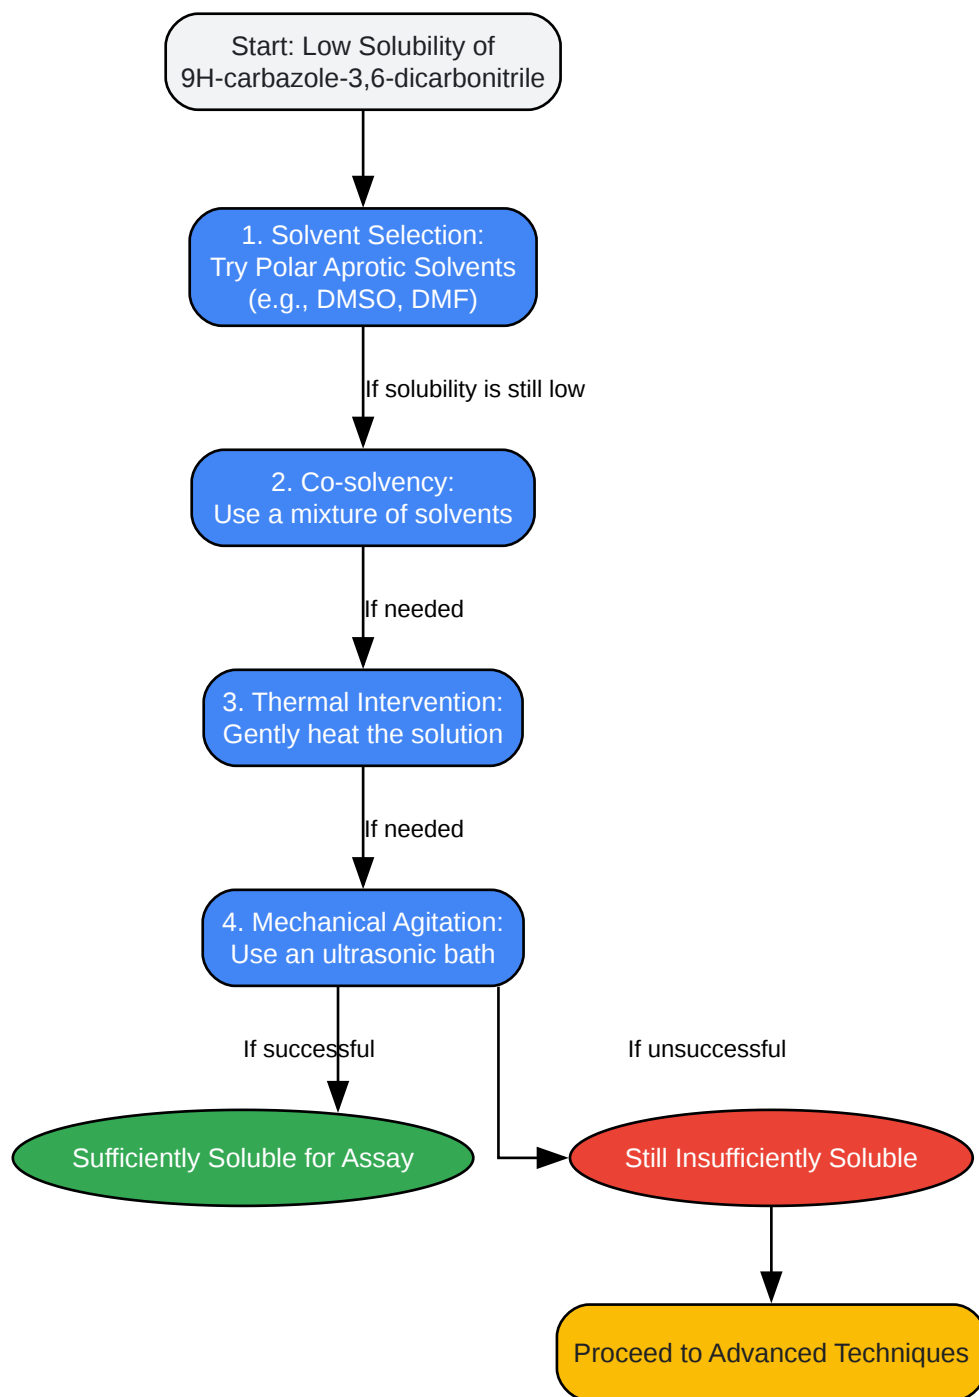 Start: Low Solubility of
9H-carbazole-3,6-dicarbonitrile
1. Solvent Selection:
Try Polar Aprotic Solvents
(e.g., DMSO, DMF)
If solubility is still low
2. Co-solvency:
Use a mixture of solvents
If needed
3. Thermal Intervention:
Gently heat the solution
If needed
4. Mechanical Agitation:
Use an ultrasonic bath
If successful
If unsuccessful
Sufficiently Soluble for Assay
Still Insufficiently Soluble
Proceed to Advanced Techniques